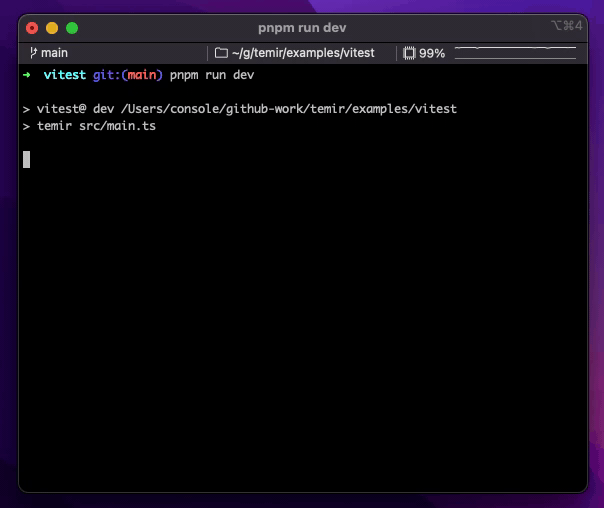 pnpm run dev
⌥⌘4
main
~/g/temir/examples/vitest
99%
➜ vitest git:(main) pnpm run dev
> vitest@ dev /Users/console/github-work/temir/examples/vitest
> temir src/main.ts